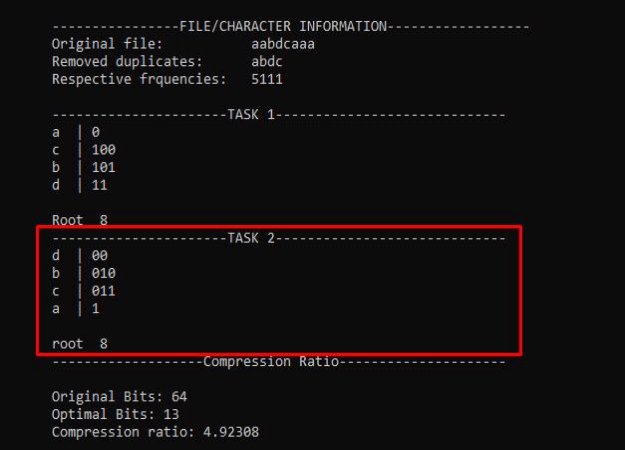 ----------------FILE/CHARACTER INFORMATION------------------
Original file:           aabdcaaa
Removed duplicates:      abdc
Respective frquencies:   5111
-----------------------TASK 1-----------------------------
a  | 0
c  | 100
b  | 101
d  | 11
Root  8
-----------------------TASK 2-----------------------------
d  | 00
b  | 010
c  | 011
a  | 1
root  8
--------------------Compression Ratio----------------------
Original Bits: 64
Optimal Bits: 13
Compression ratio: 4.92308